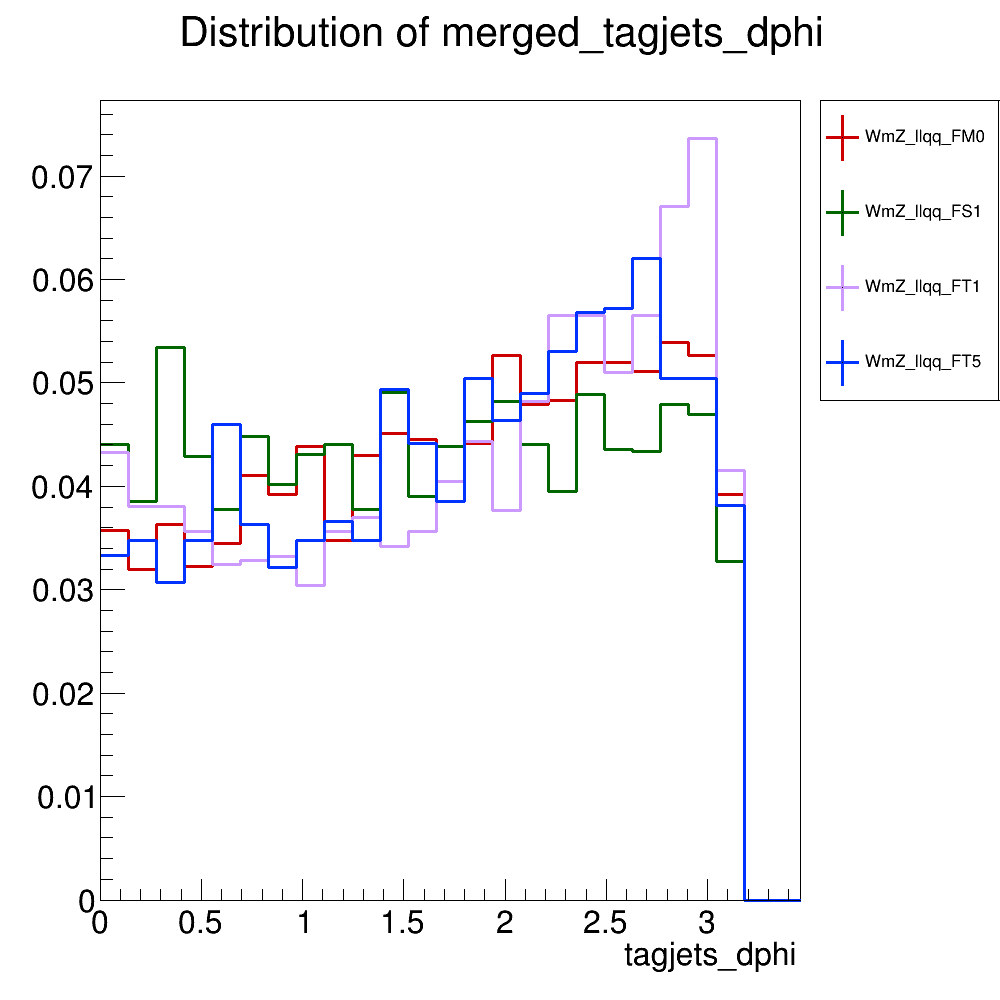 Distribution of merged_tagjets_dphi
WmZ_llqq_FM0
WmZ_llqq_FS1
WmZ_llqq_FT1
WmZ_llqq_FT5
0.07
0.06
0.05
0.04
0.03
0.02
0.01
0
0 0.5 1 1.5 2 2.5 3
tagjets_dphi